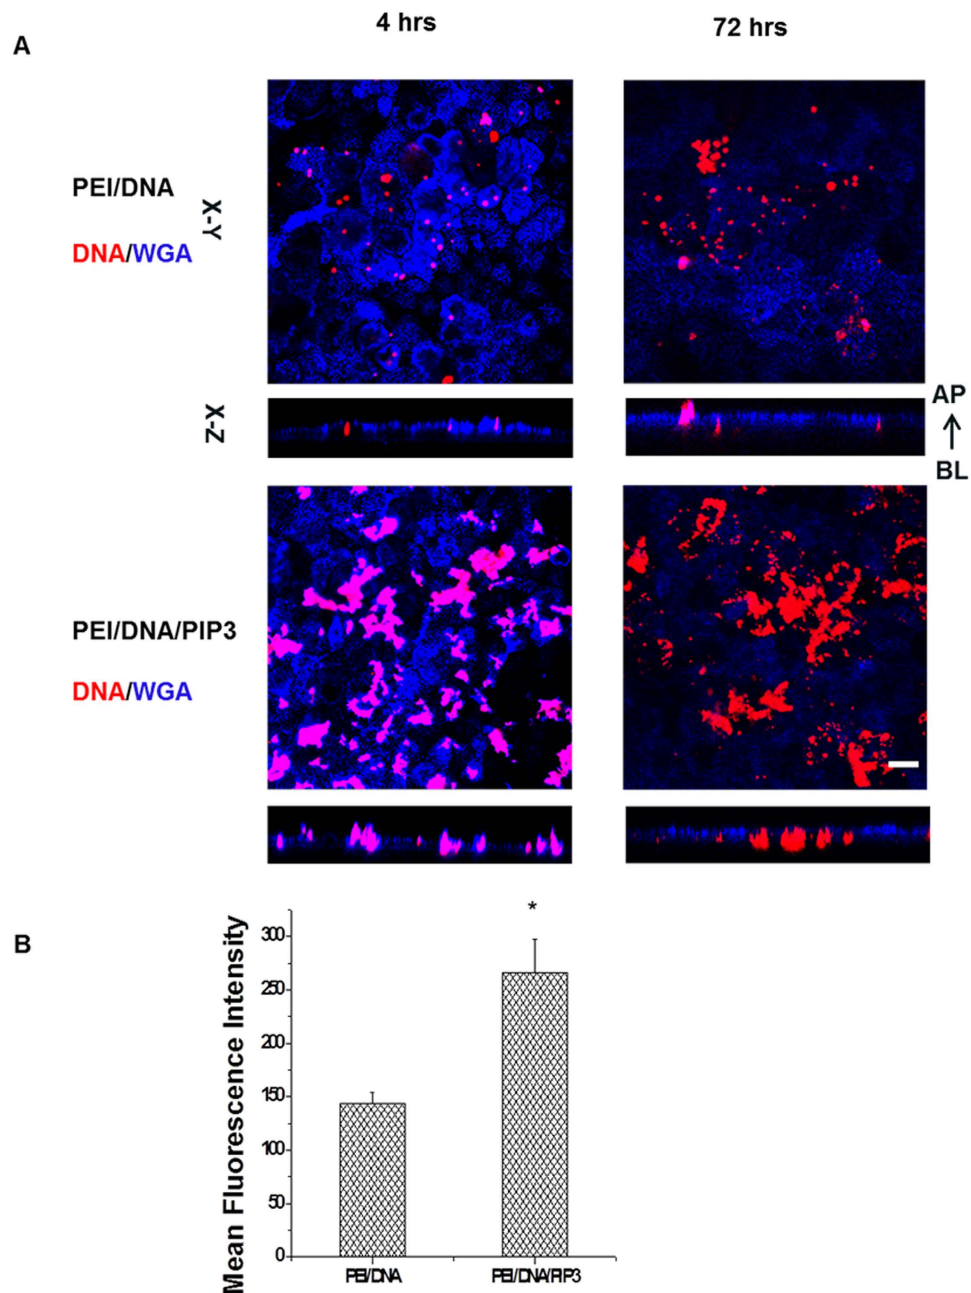 4 hrs
72 hrs
A
PEI/DNA
X-Y
DNA/WGA
X-Z
AP
BL
PEI/DNA/PIP3
DNA/WGA
B
Mean Fluorescence Intensity
300
250
200
150
100
50
0
*
PEI/DNA
PEI/DNA/PIP3